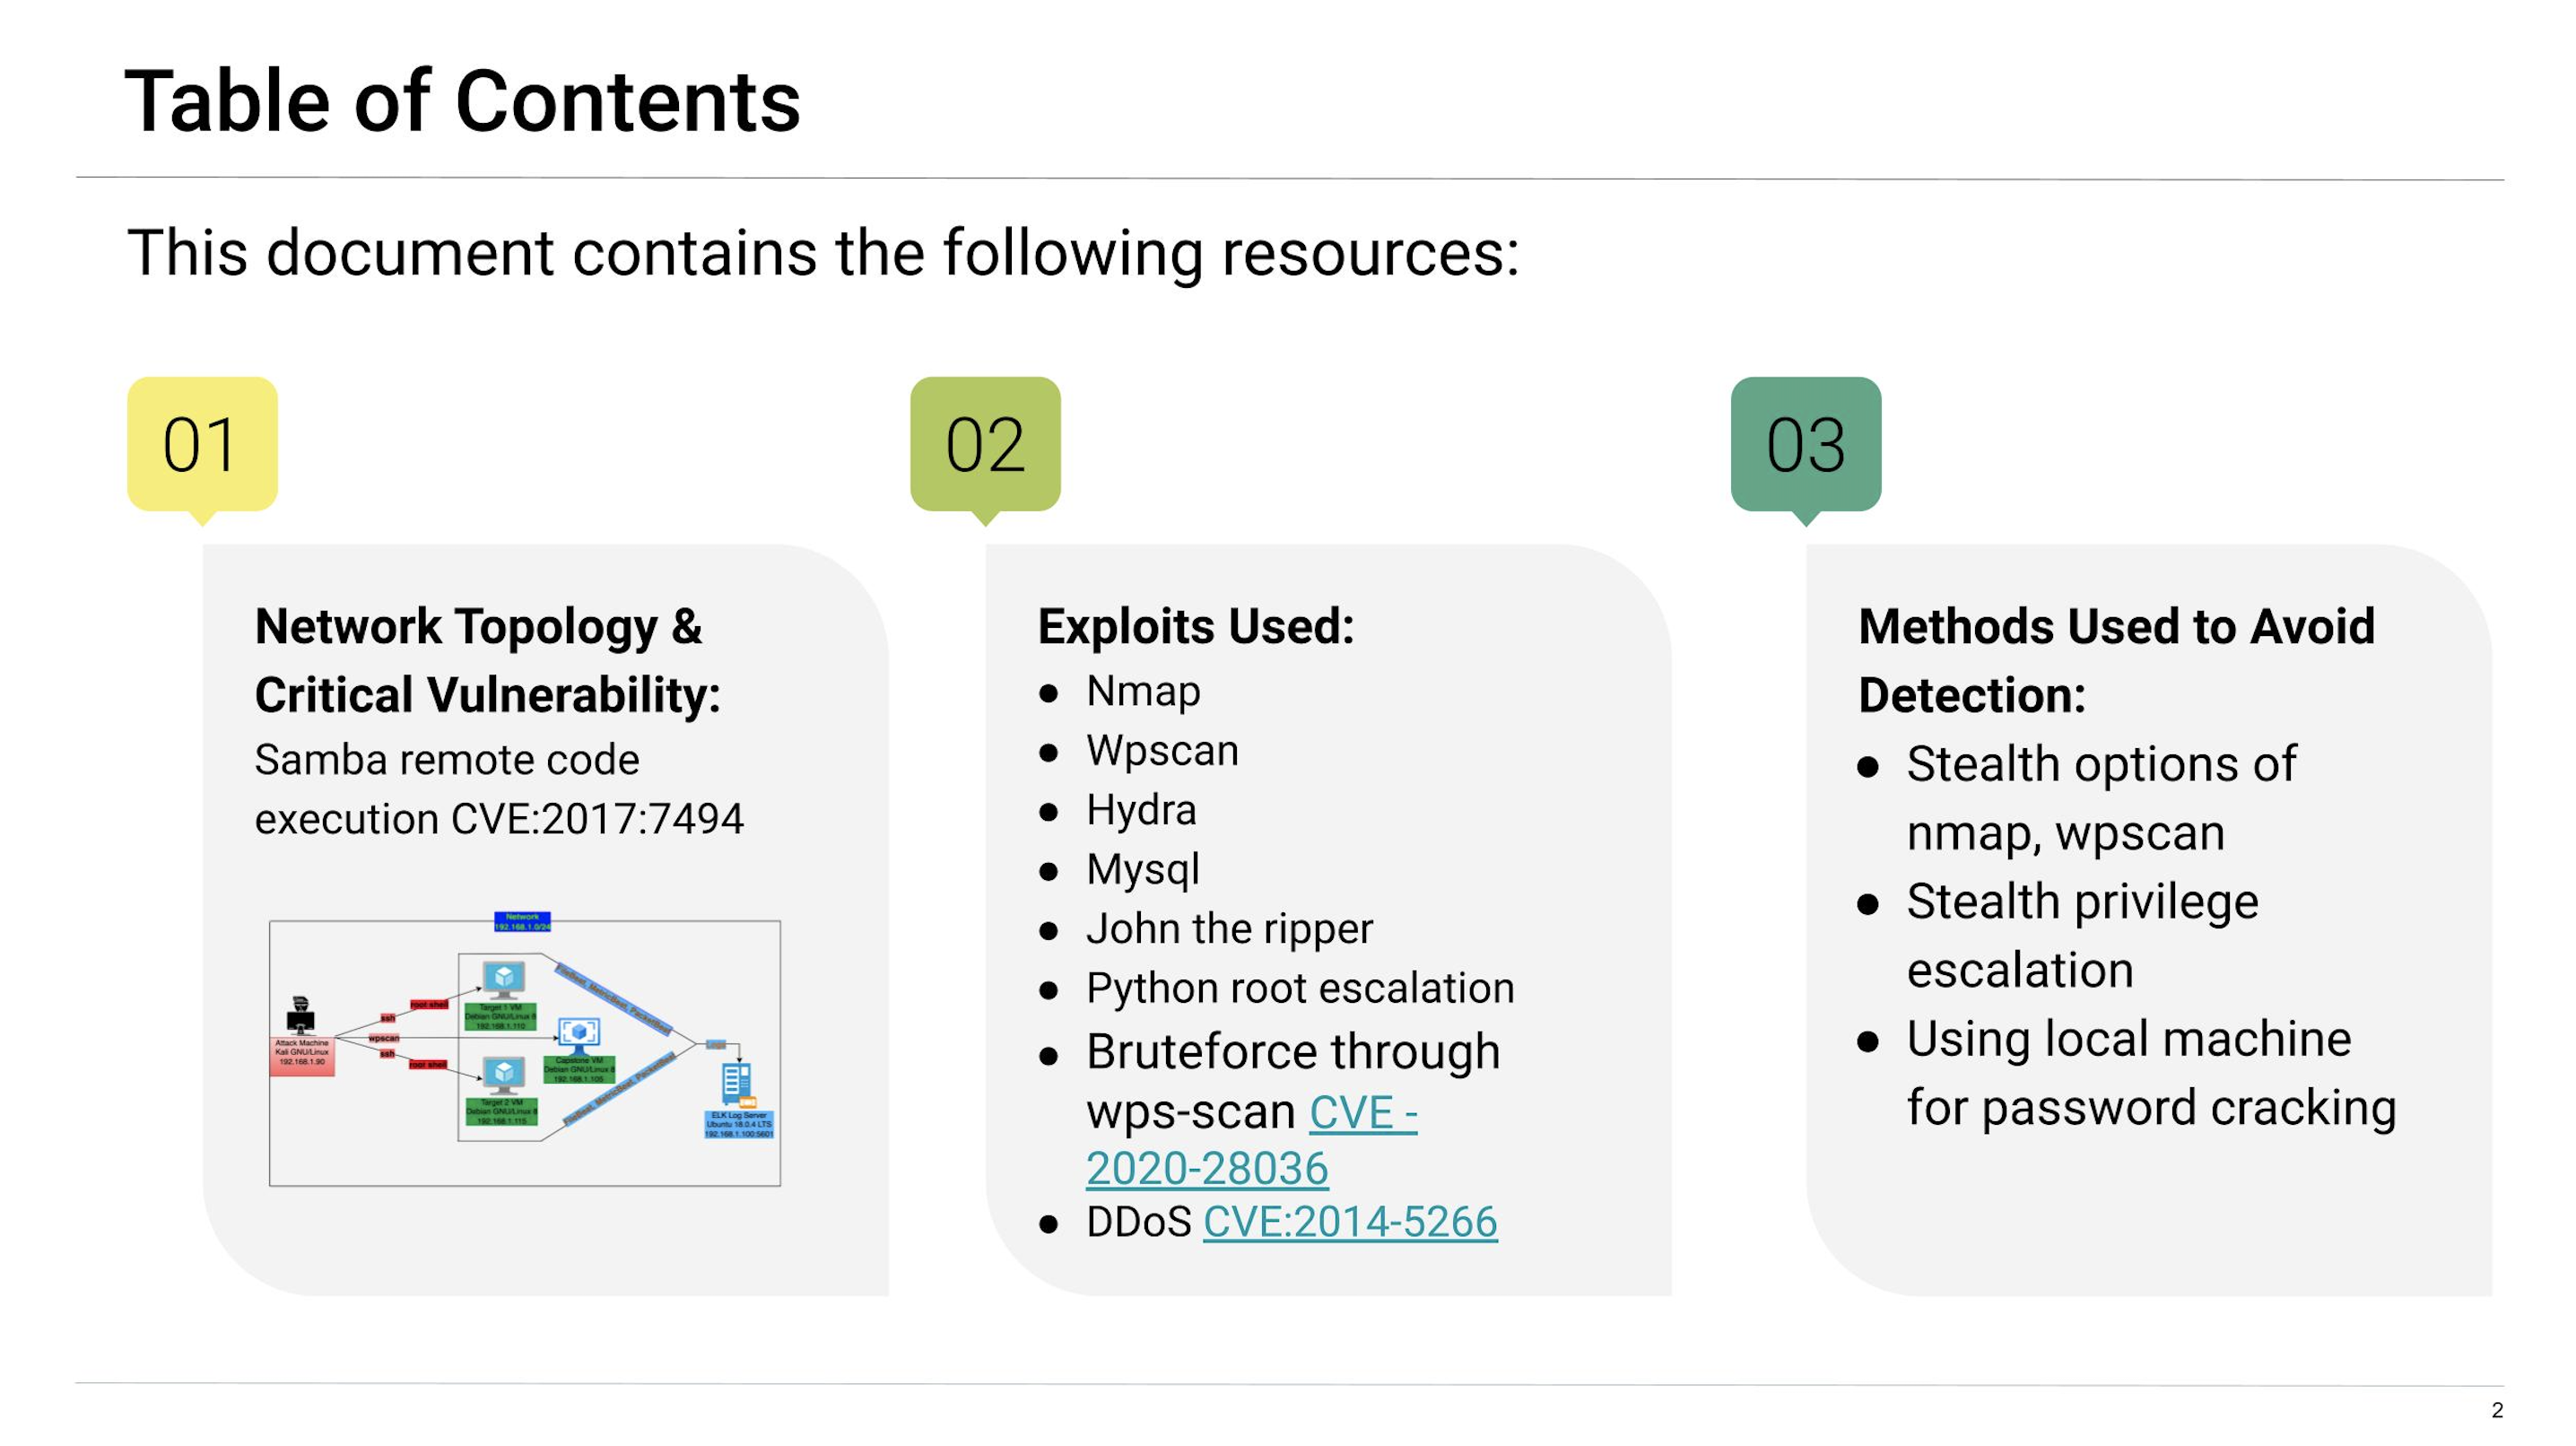 Table of Contents
This document contains the following resources:
01
Network Topology &
Critical Vulnerability:
Samba remote code
execution CVE:2017:7494
Network
192.168.1.0/24
Attack Machine
Kali GNU/Linux
192.168.1.90
ssh
root shell
wpscan
ssh
root shell
Target 1 VM
Debian GNU/Linux 8
192.168.1.110
Capstone VM
Debian GNU/Linux 8
192.168.1.105
Target 2 VM
Debian GNU/Linux 8
192.168.1.115
FileBeat, MetricBeat, PacketBeat
FileBeat, MetricBeat, PacketBeat
ELK Log Server
Ubuntu 18.0.4 LTS
192.168.1.100:5601
02
Exploits Used:
● Nmap
● Wpscan
● Hydra
● Mysql
● John the ripper
● Python root escalation
● Bruteforce through
wps-scan CVE -
2020-28036
● DDoS CVE:2014-5266
03
Methods Used to Avoid
Detection:
● Stealth options of
nmap, wpscan
● Stealth privilege
escalation
● Using local machine
for password cracking
2